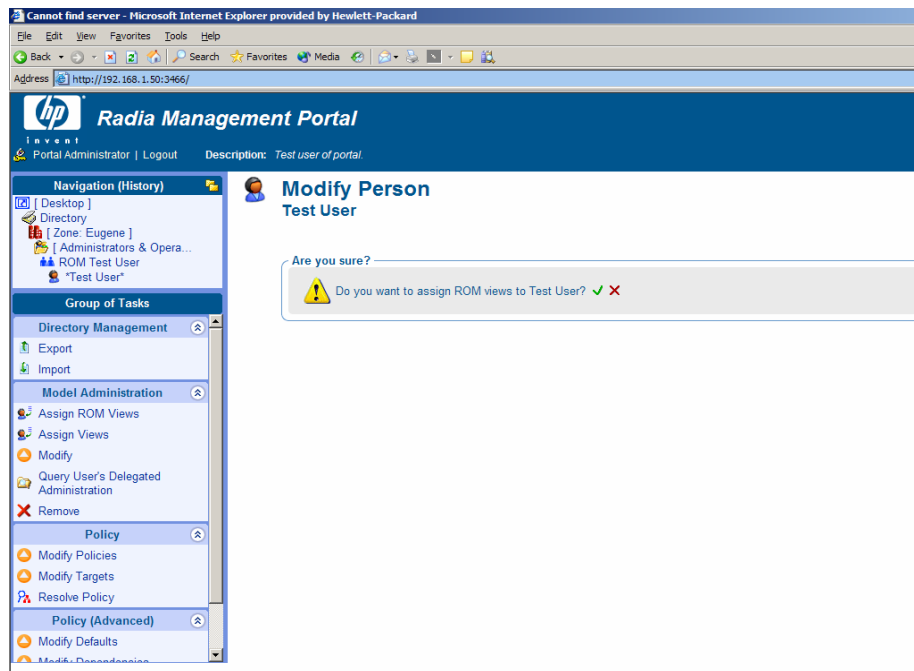 Cannot find server - Microsoft Internet Explorer provided by Hewlett-Packard
File Edit View Favorites Tools Help
Back Search Favorites Media
Address http://192.168.1.50:3466/
hp
invent
Radia Management Portal
Portal Administrator | Logout Description: Test user of portal.
Navigation (History)
[ Desktop ]
Directory
[ Zone: Eugene ]
[ Administrators & Opera...
ROM Test User
*Test User*
Group of Tasks
Directory Management
Export
Import
Model Administration
Assign ROM Views
Assign Views
Modify
Query User's Delegated
Administration
Remove
Policy
Modify Policies
Modify Targets
Resolve Policy
Policy (Advanced)
Modify Defaults
Modify Dependencies
Modify Person
Test User
Are you sure?
Do you want to assign ROM views to Test User?